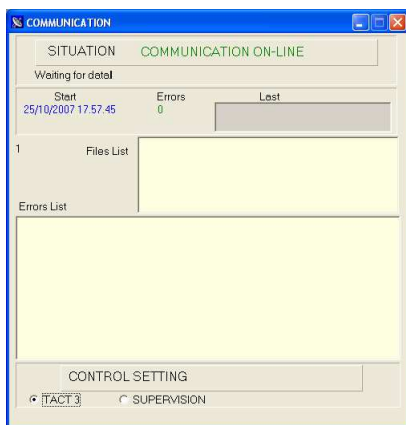 COMMUNICATION
SITUATION COMMUNICATION ON-LINE
Waiting for data!
Start Errors Last
25/10/2007 17.57.45 0
1 Files List
Errors List
CONTROL SETTING
TACT 3 SUPERVISION